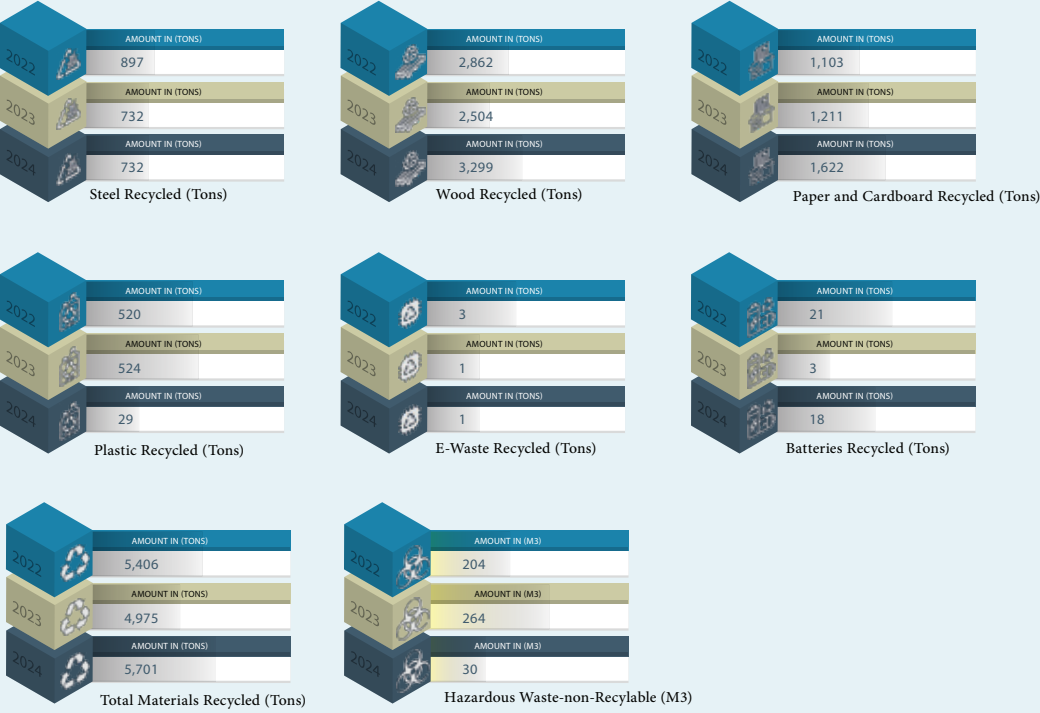 2022
AMOUNT IN (TONS)
897
2023
AMOUNT IN (TONS)
732
2024
AMOUNT IN (TONS)
732
Steel Recycled (Tons)
2022
AMOUNT IN (TONS)
2,862
2023
AMOUNT IN (TONS)
2,504
2024
AMOUNT IN (TONS)
3,299
Wood Recycled (Tons)
2022
AMOUNT IN (TONS)
1,103
2023
AMOUNT IN (TONS)
1,211
2024
AMOUNT IN (TONS)
1,622
Paper and Cardboard Recycled (Tons)
2022
AMOUNT IN (TONS)
520
2023
AMOUNT IN (TONS)
524
2024
AMOUNT IN (TONS)
29
Plastic Recycled (Tons)
2022
AMOUNT IN (TONS)
3
2023
AMOUNT IN (TONS)
1
2024
AMOUNT IN (TONS)
1
E-Waste Recycled (Tons)
2022
AMOUNT IN (TONS)
21
2023
AMOUNT IN (TONS)
3
2024
AMOUNT IN (TONS)
18
Batteries Recycled (Tons)
2022
AMOUNT IN (TONS)
5,406
2023
AMOUNT IN (TONS)
4,975
2024
AMOUNT IN (TONS)
5,701
Total Materials Recycled (Tons)
2022
AMOUNT IN (M3)
204
2023
AMOUNT IN (M3)
264
2024
AMOUNT IN (M3)
30
Hazardous Waste-non-Recylable (M3)